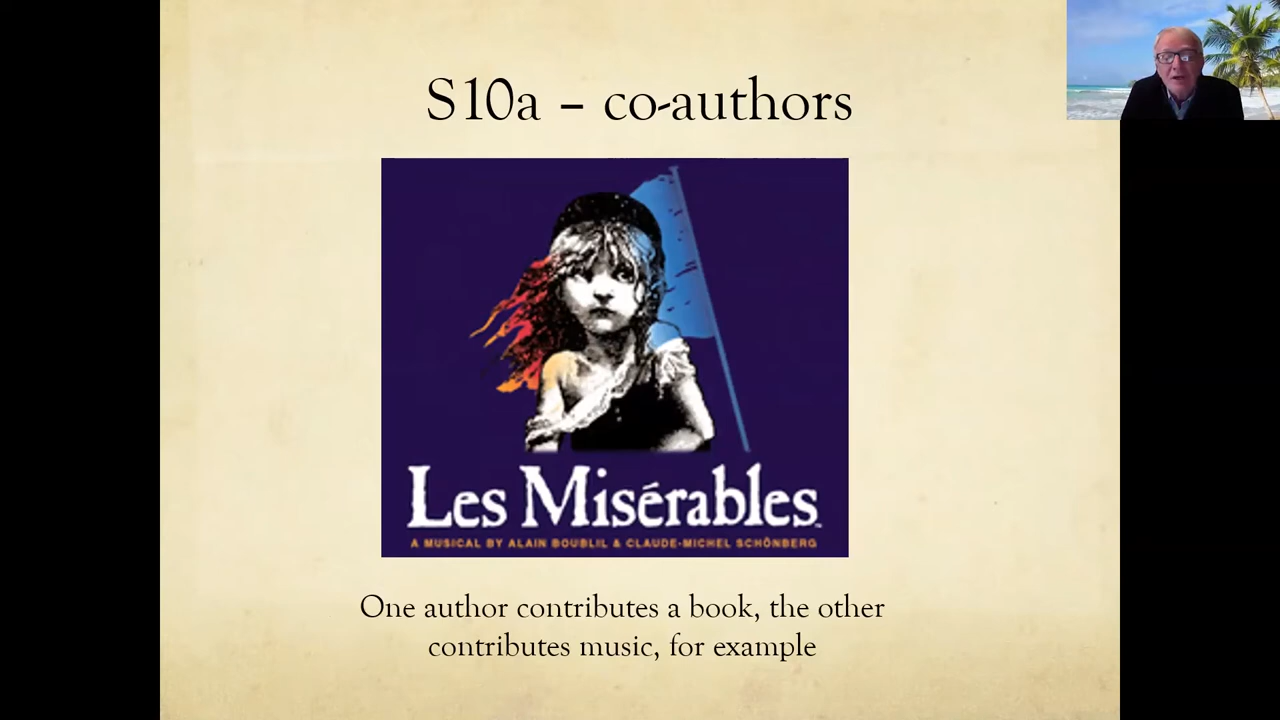 S10a – co-authors
Les Misérables
A MUSICAL BY ALAIN BOUBLIL & CLAUDE-MICHEL SCHÖNBERG
One author contributes a book, the other
contributes music, for example